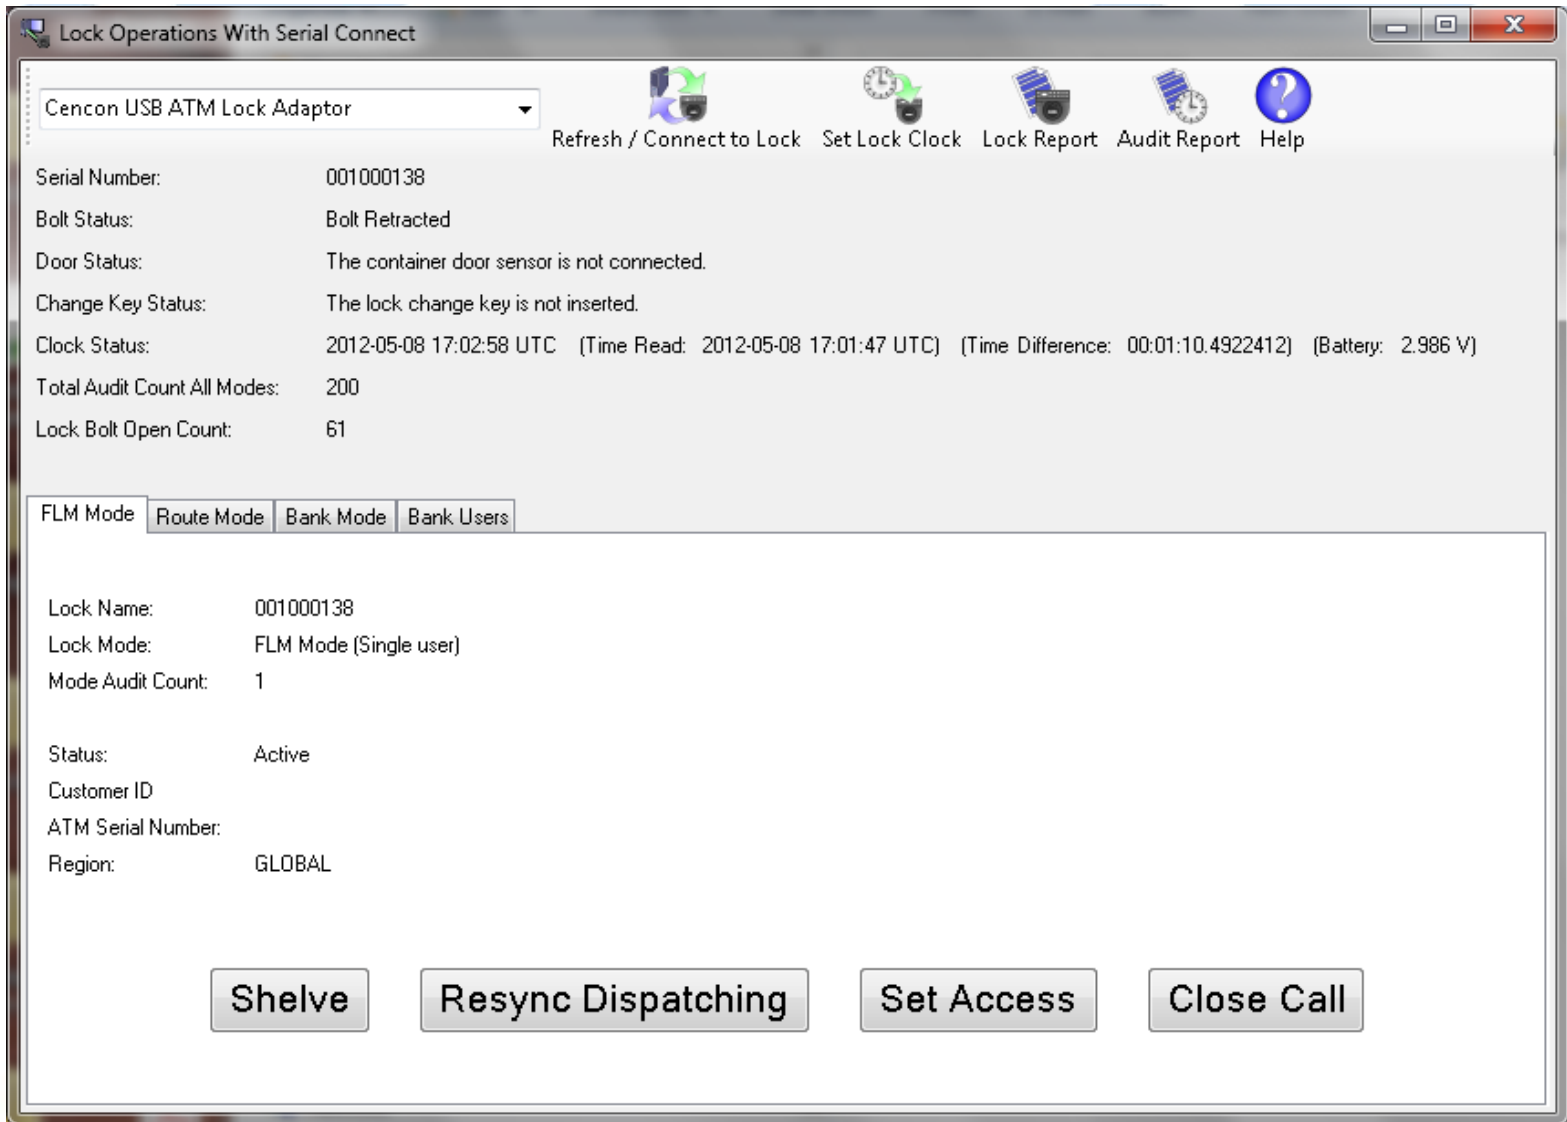 Lock Operations With Serial Connect
Cencon USB ATM Lock Adaptor
Refresh / Connect to Lock Set Lock Clock Lock Report Audit Report Help
Serial Number: 001000138
Bolt Status: Bolt Retracted
Door Status: The container door sensor is not connected.
Change Key Status: The lock change key is not inserted.
Clock Status: 2012-05-08 17:02:58 UTC (Time Read: 2012-05-08 17:01:47 UTC) (Time Difference: 00:01:10.4922412) (Battery: 2.986 V)
Total Audit Count All Modes: 200
Lock Bolt Open Count: 61
FLM Mode Route Mode Bank Mode Bank Users
Lock Name: 001000138
Lock Mode: FLM Mode (Single user)
Mode Audit Count: 1
Status: Active
Customer ID
ATM Serial Number:
Region: GLOBAL
Shelve Resync Dispatching Set Access Close Call